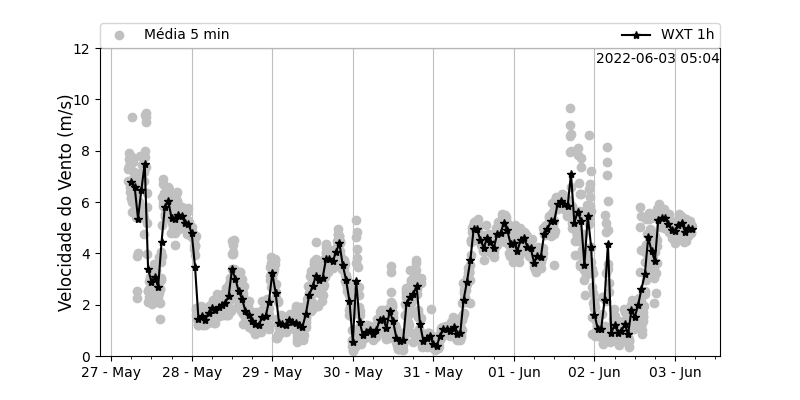 Média 5 min WXT 1h
2022-06-03 05:04
Velocidade do Vento (m/s)
12
10
8
6
4
2
0
27 - May 28 - May 29 - May 30 - May 31 - May 01 - Jun 02 - Jun 03 - Jun